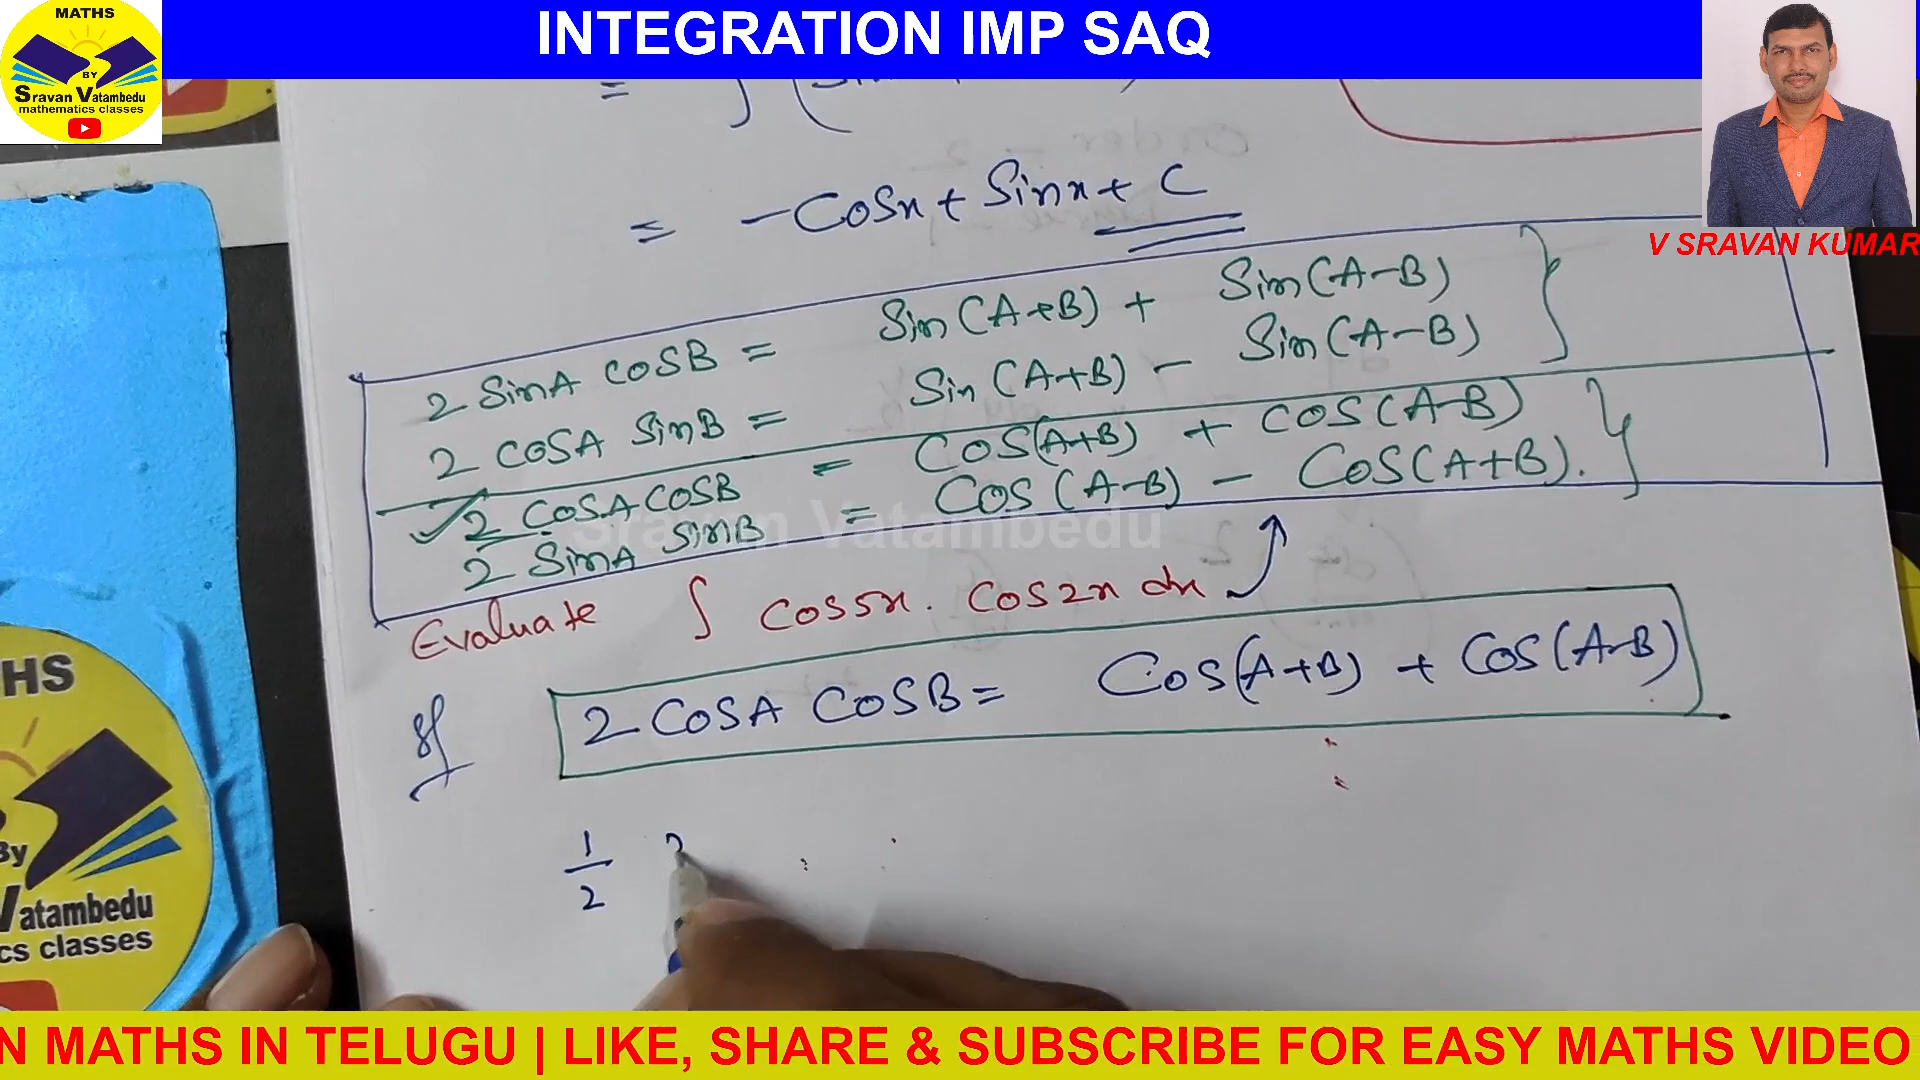 MATHS
BY
Sravan Vatambedu
mathematics classes
INTEGRATION IMP SAQ
V SRAVAN KUMAR
= ∫ (Sin
= -Cosx + Sinx + C
2 SinA COSB = Sin(A+B) + Sin(A-B)
2 COSA SinB = Sin(A+B) - Sin(A-B)
2 COSA COSB = COS(A+B) + COS(A-B)
2 SinA SinB = COS(A-B) - COS(A+B).
Sravan Vatambedu
Evaluate ∫ COS5x. COS2x dx
2 COSA COSB = COS(A+B) + COS(A-B)
1/2 2
HS
By
Vatambedu
cs classes
N MATHS IN TELUGU | LIKE, SHARE & SUBSCRIBE FOR EASY MATHS VIDEO